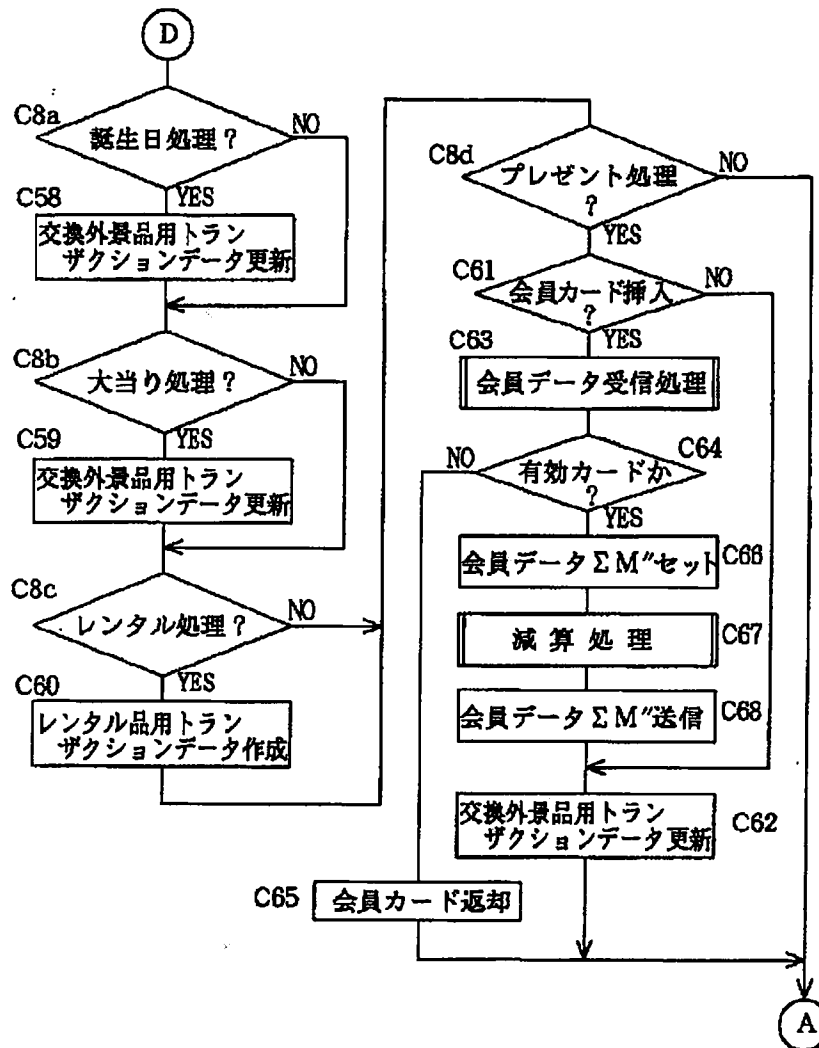 D
C8a
誕生日処理?
NO
YES
C58
交換外景品用トラン
ザクションデータ更新
C8b
大当り処理?
NO
YES
C59
交換外景品用トラン
ザクションデータ更新
C8c
レンタル処理?
NO
YES
C60
レンタル品用トラン
ザクションデータ作成
C8d
プレゼント処理
?
NO
YES
C61
会員カード挿入
?
NO
YES
C63
会員データ受信処理
C64
有効カードか
?
NO
YES
会員データΣM″セット
C66
減算処理
C67
会員データΣM″送信
C68
交換外景品用トラン
ザクションデータ更新
C62
C65
会員カード返却
A